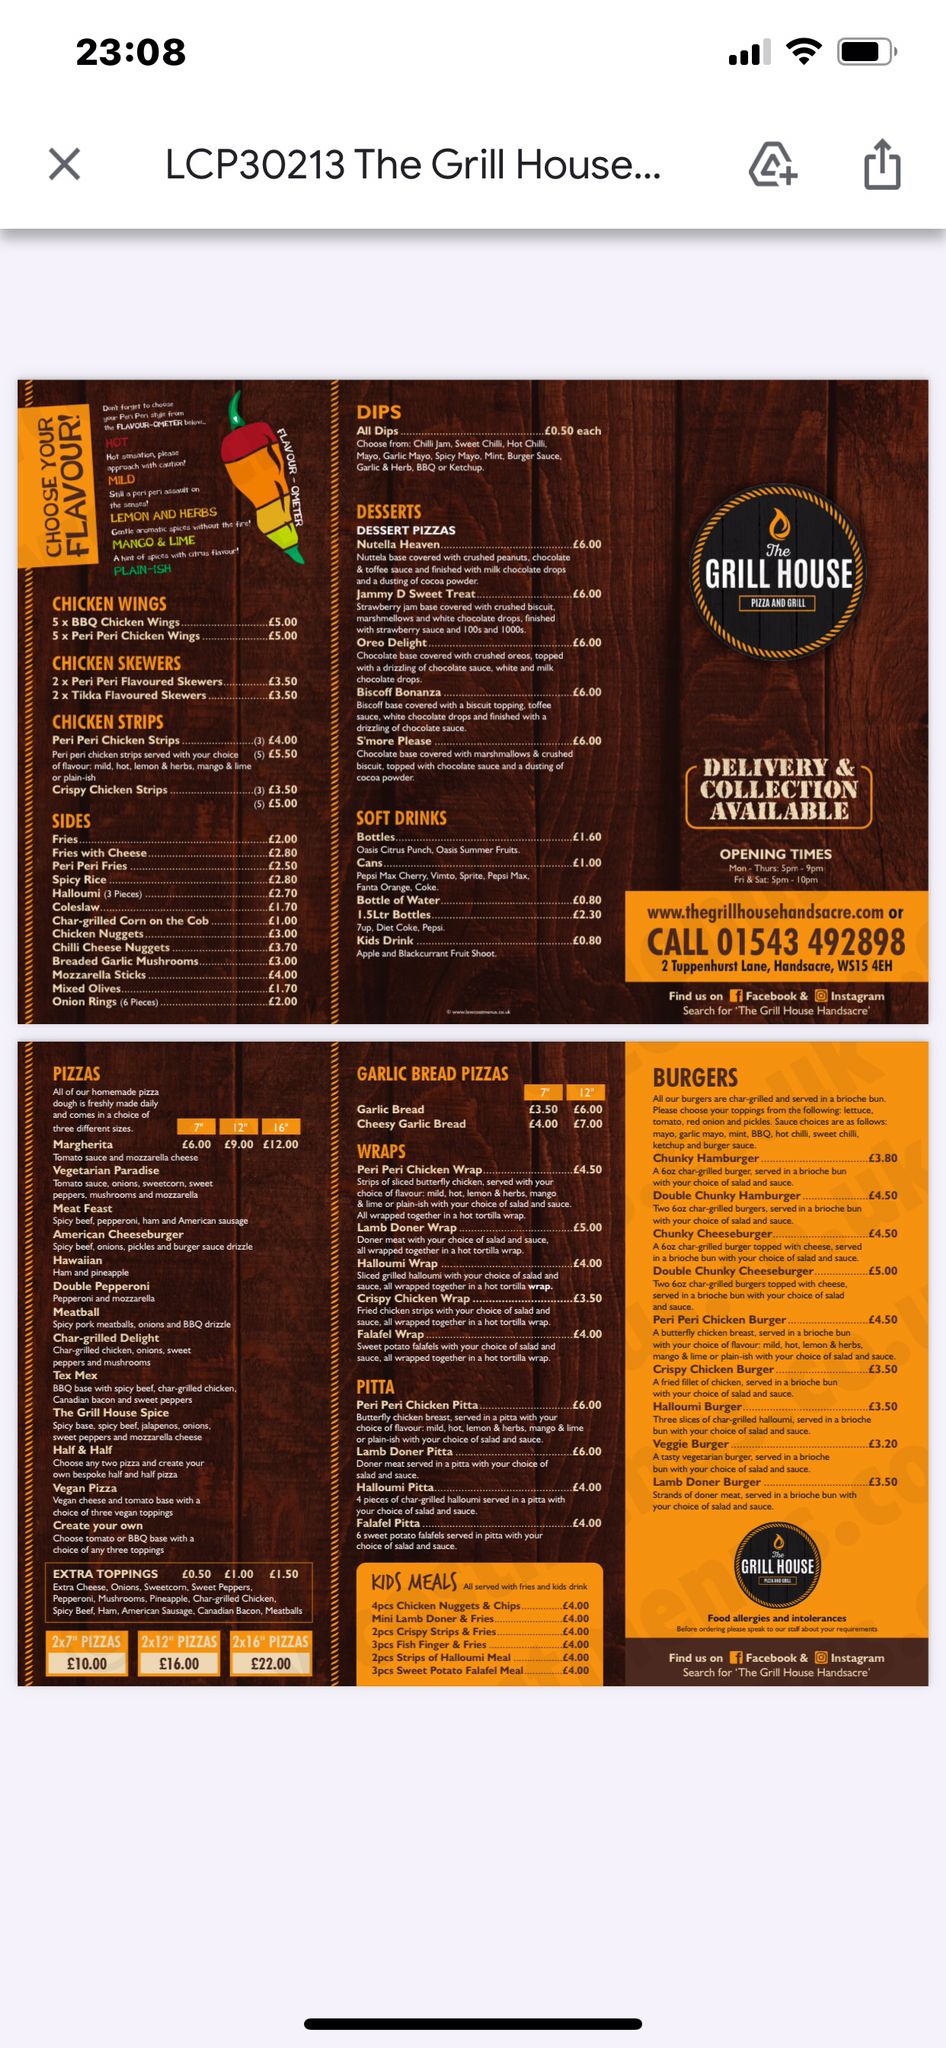 23:08
LCP30213 The Grill House...
CHOOSE YOUR
FLAVOUR!
Don't forget to choose
your Peri Peri style from
the FLAVOUR-OMETER below...
HOT
Hot sensation, please
approach with caution!
MILD
Still a peri peri assault on
the senses!
LEMON AND HERBS
Gentle aromatic spices without the fire!
MANGO & LIME
A hint of spices with citrus flavour!
PLAIN-ISH
FLAVOUR - OMETER
CHICKEN WINGS
5 x BBQ Chicken Wings £5.00
5 x Peri Peri Chicken Wings £5.00
CHICKEN SKEWERS
2 x Peri Peri Flavoured Skewers £3.50
2 x Tikka Flavoured Skewers £3.50
CHICKEN STRIPS
Peri Peri Chicken Strips (3) £4.00
Peri peri chicken strips served with your choice (5) £5.50
of flavour: mild, hot, lemon & herbs, mango & lime
or plain-ish
Crispy Chicken Strips (3) £3.50
(5) £5.00
SIDES
Fries £2.00
Fries with Cheese £2.80
Peri Peri Fries £2.50
Spicy Rice £2.80
Halloumi (3 Pieces) £2.70
Coleslaw £1.70
Char-grilled Corn on the Cob £1.00
Chicken Nuggets £3.00
Chilli Cheese Nuggets £3.70
Breaded Garlic Mushrooms £3.00
Mozzarella Sticks £4.00
Mixed Olives £1.70
Onion Rings (6 Pieces) £2.00
DIPS
All Dips £0.50 each
Choose from: Chilli Jam, Sweet Chilli, Hot Chilli,
Mayo, Garlic Mayo, Spicy Mayo, Mint, Burger Sauce,
Garlic & Herb, BBQ or Ketchup.
DESSERTS
DESSERT PIZZAS
Nutella Heaven £6.00
Nuttela base covered with crushed peanuts, chocolate
& toffee sauce and finished with milk chocolate drops
and a dusting of cocoa powder.
Jammy D Sweet Treat £6.00
Strawberry jam base covered with crushed biscuit,
marshmellows and white chocolate drops, finished
with strawberry sauce and 100s and 1000s.
Oreo Delight £6.00
Chocolate base covered with crushed oreos, topped
with a drizzling of chocolate sauce, white and milk
chocolate drops.
Biscoff Bonanza £6.00
Biscoff base covered with a biscuit topping, toffee
sauce, white chocolate drops and finished with a
drizzling of chocolate sauce.
S'more Please £6.00
Chocolate base covered with marshmallows & crushed
biscuit, topped with chocolate sauce and a dusting of
cocoa powder.
SOFT DRINKS
Bottles £1.60
Oasis Citrus Punch, Oasis Summer Fruits.
Cans £1.00
Pepsi Max Cherry, Vimto, Sprite, Pepsi Max,
Fanta Orange, Coke.
Bottle of Water £0.80
1.5Ltr Bottles £2.30
7up, Diet Coke, Pepsi.
Kids Drink £0.80
Apple and Blackcurrant Fruit Shoot.
© www.lowcostmenus.co.uk
The
GRILL HOUSE
PIZZA AND GRILL
DELIVERY &
COLLECTION
AVAILABLE
OPENING TIMES
Mon - Thurs: 5pm - 9pm
Fri & Sat: 5pm - 10pm
www.thegrillhousehandsacre.com or
CALL 01543 492898
2 Tuppenhurst Lane, Handsacre, WS15 4EH
Find us on Facebook & Instagram
Search for 'The Grill House Handsacre'
PIZZAS
All of our homemade pizza
dough is freshly made daily
and comes in a choice of
three different sizes. 7" 12" 16"
Margherita £6.00 £9.00 £12.00
Tomato sauce and mozzarella cheese
Vegetarian Paradise
Tomato sauce, onions, sweetcorn, sweet
peppers, mushrooms and mozzarella
Meat Feast
Spicy beef, pepperoni, ham and American sausage
American Cheeseburger
Spicy beef, onions, pickles and burger sauce drizzle
Hawaiian
Ham and pineapple
Double Pepperoni
Pepperoni and mozzarella
Meatball
Spicy pork meatballs, onions and BBQ drizzle
Char-grilled Delight
Char-grilled chicken, onions, sweet
peppers and mushrooms
Tex Mex
BBQ base with spicy beef, char-grilled chicken,
Canadian bacon and sweet peppers
The Grill House Spice
Spicy base, spicy beef, jalapenos, onions,
sweet peppers and mozzarella cheese
Half & Half
Choose any two pizza and create your
own bespoke half and half pizza
Vegan Pizza
Vegan cheese and tomato base with a
choice of three vegan toppings
Create your own
Choose tomato or BBQ base with a
choice of any three toppings
EXTRA TOPPINGS £0.50 £1.00 £1.50
Extra Cheese, Onions, Sweetcorn, Sweet Peppers,
Pepperoni, Mushrooms, Pineapple, Char-grilled Chicken,
Spicy Beef, Ham, American Sausage, Canadian Bacon, Meatballs
2x7" PIZZAS 2x12" PIZZAS 2x16" PIZZAS
£10.00 £16.00 £22.00
GARLIC BREAD PIZZAS
7" 12"
Garlic Bread £3.50 £6.00
Cheesy Garlic Bread £4.00 £7.00
WRAPS
Peri Peri Chicken Wrap £4.50
Strips of sliced butterfly chicken, served with your
choice of flavour: mild, hot, lemon & herbs, mango
& lime or plain-ish with your choice of salad & sauce.
All wrapped together in a hot tortilla wrap.
Lamb Doner Wrap £5.00
Doner meat with your choice of salad and sauce,
all wrapped together in a hot tortilla wrap.
Halloumi Wrap £4.00
Sliced grilled halloumi with your choice of salad and
sauce, all wrapped together in a hot tortilla wrap.
Crispy Chicken Wrap £3.50
Fried chicken strips with your choice of salad and
sauce, all wrapped together in a hot tortilla wrap.
Falafel Wrap £4.00
Sweet potato falafels with your choice of salad and
sauce, all wrapped together in a hot tortilla wrap.
PITTA
Peri Peri Chicken Pitta £6.00
Butterfly chicken breast, served in a pitta with your
choice of flavour: mild, hot, lemon & herbs, mango & lime
or plain-ish with your choice of salad and sauce.
Lamb Doner Pitta £6.00
Doner meat served in a pitta with your choice of
salad and sauce.
Halloumi Pitta £4.00
4 pieces of char-grilled halloumi served in a pitta with
your choice of salad and sauce.
Falafel Pitta £4.00
6 sweet potato falafels served in pitta with your
choice of salad and sauce.
KIDS MEALS All served with fries and kids drink
4pcs Chicken Nuggets & Chips £4.00
Mini Lamb Doner & Fries £4.00
2pcs Crispy Strips & Fries £4.00
3pcs Fish Finger & Fries £4.00
2pcs Strips of Halloumi Meal £4.00
3pcs Sweet Potato Falafel Meal £4.00
BURGERS
All our burgers are char-grilled and served in a brioche bun.
Please choose your toppings from the following: lettuce,
tomato, red onion and pickles. Sauce choices are as follows:
mayo, garlic mayo, mint, BBQ, hot chilli, sweet chilli,
ketchup and burger sauce.
Chunky Hamburger £3.80
A 6oz char-grilled burger, served in a brioche bun
with your choice of salad and sauce.
Double Chunky Hamburger £4.50
Two 6oz char-grilled burgers, served in a brioche bun
with your choice of salad and sauce.
Chunky Cheeseburger £4.50
A 6oz char-grilled burger topped with cheese, served
in a brioche bun with your choice of salad and sauce.
Double Chunky Cheeseburger £5.00
Two 6oz char-grilled burgers topped with cheese,
served in a brioche bun with your choice of salad
and sauce.
Peri Peri Chicken Burger £4.50
A butterfly chicken breast, served in a brioche bun
with your choice of flavour: mild, hot, lemon & herbs,
mango & lime or plain-ish with your choice of salad and sauce.
Crispy Chicken Burger £3.50
A fried fillet of chicken, served in a brioche bun
with your choice of salad and sauce.
Halloumi Burger £3.50
Three slices of char-grilled halloumi, served in a brioche
bun with your choice of salad and sauce.
Veggie Burger £3.20
A tasty vegetarian burger, served in a brioche
bun with your choice of salad and sauce.
Lamb Doner Burger £3.50
Strands of doner meat, served in a brioche bun with
your choice of salad and sauce.
The
GRILL HOUSE
PIZZA AND GRILL
Food allergies and intolerances
Before ordering please speak to our staff about your requirements
Find us on Facebook & Instagram
Search for 'The Grill House Handsacre'